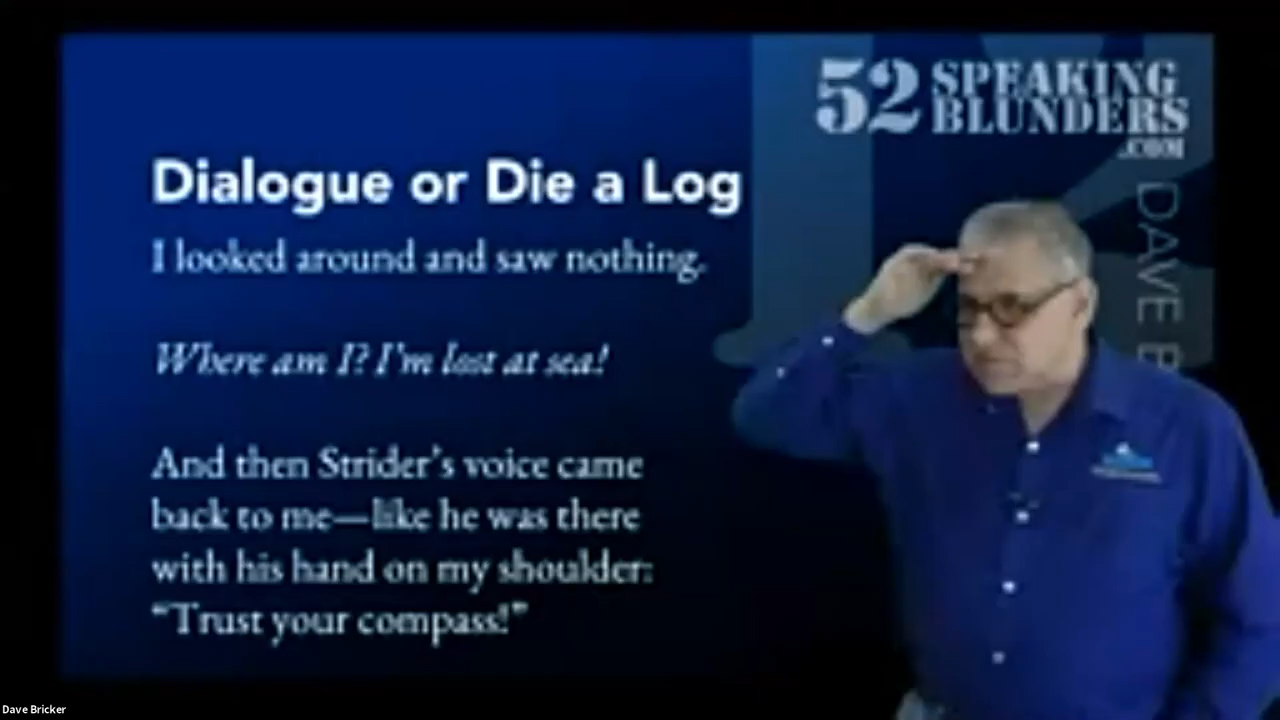 52 SPEAKING
BLUNDERS
.COM
DAVE B
Dialogue or Die a Log
I looked around and saw nothing.
Where am I? I'm lost at sea!
And then Strider's voice came
back to me—like he was there
with his hand on my shoulder:
“Trust your compass!”
Dave Bricker